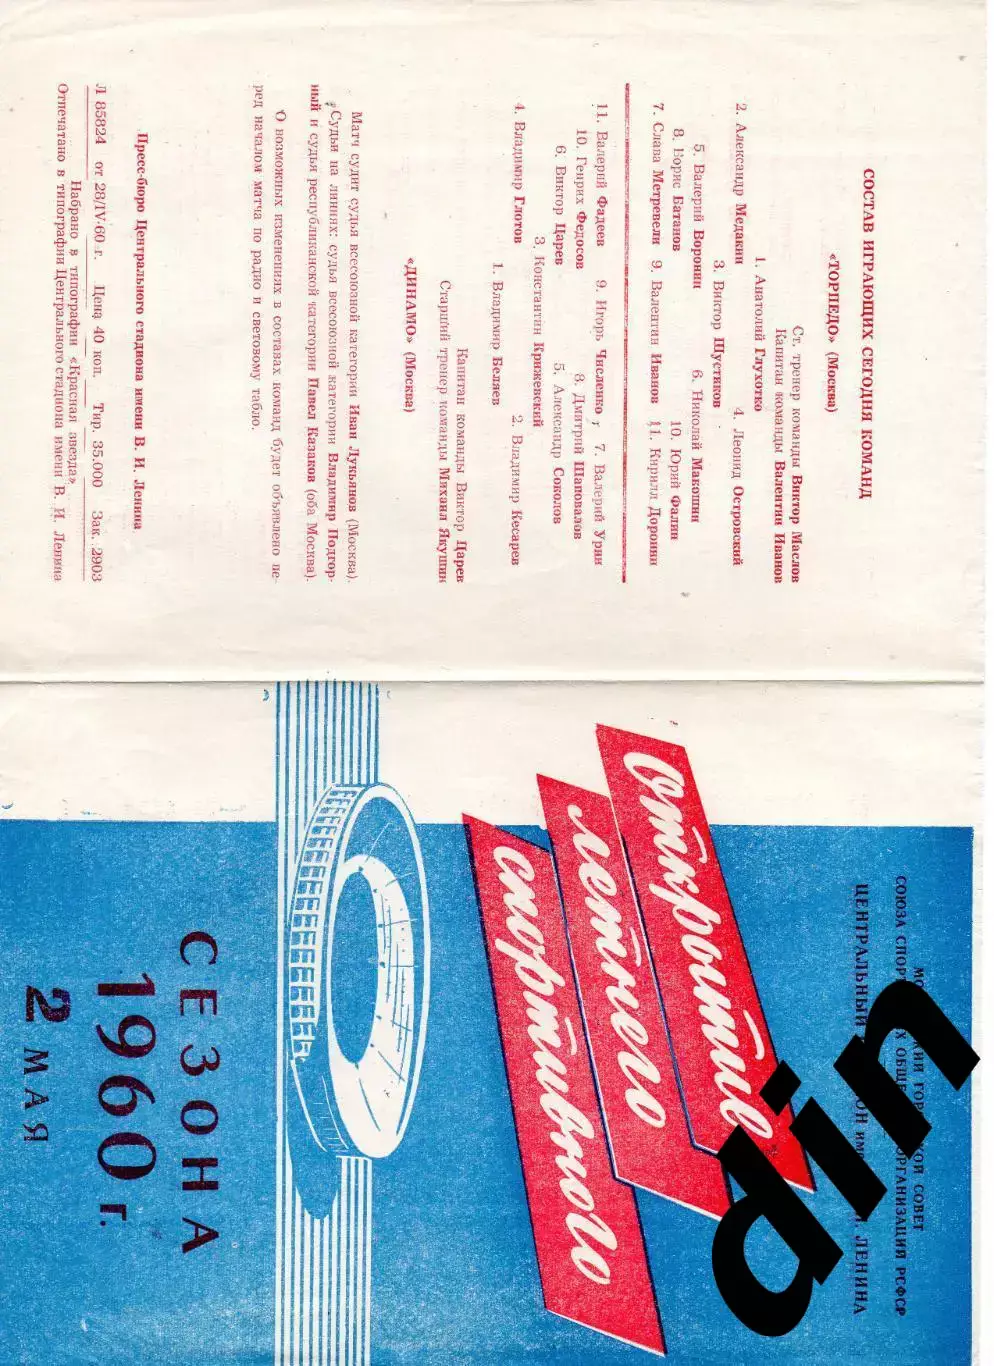 СОСТАВ ИГРАЮЩИХ СЕГОДНЯ КОМАНД
«ТОРПЕДО» (Москва)
Ст. тренер команды Виктор Маслов
Капитан команды Валентин Иванов
1. Анатолий Глухотко
2. Александр Медакин
4. Леонид Островский
3. Виктор Шустиков
5. Валерий Воронин
6. Николай Маношин
8. Борис Батанов
10. Юрий Фалин
7. Слава Метревели 9. Валентин Иванов 11. Кирилл Доронин
11. Валерий Фадеев 9. Игорь Численко 7. Валерий Урин
10. Генрих Федосов
8. Дмитрий Шаповалов
6. Виктор Царев
5. Александр Соколов
3. Константин Крижевский
4. Владимир Глотов
2. Владимир Кесарев
1. Владимир Беляев
Капитан команды Виктор Царев
Старший тренер команды Михаил Якушин
«ДИНАМО» (Москва)
Матч судит судья всесоюзной категории Иван Лукьянов (Москва).
Судьи на линиях: судья всесоюзной категории Владимир Подгор-
ный и судья республиканской категории Павел Казаков (оба Москва).
О возможных изменениях в составах команд будет объявлено пе-
ред началом матча по радио и световому табло.
Пресс-бюро Центрального стадиона имени В. И. Ленина
Л 85824 от 28/IV-60 г. Цена 40 коп. Тир. 35.000 Зак. 2903
Набрано в типографии «Красная звезда».
Отпечатано в типографии Центрального стадиона имени В. И. Ленина
СОВЕТ
СОЮЗА
ОРГАНИЗАЦИЙ РСФСР
ЦЕНТРАЛЬНЫЙ
ЛЕНИНА
открытие
летнего
спортивного
СЕЗОНА
1960 г.
2 МАЯ
din